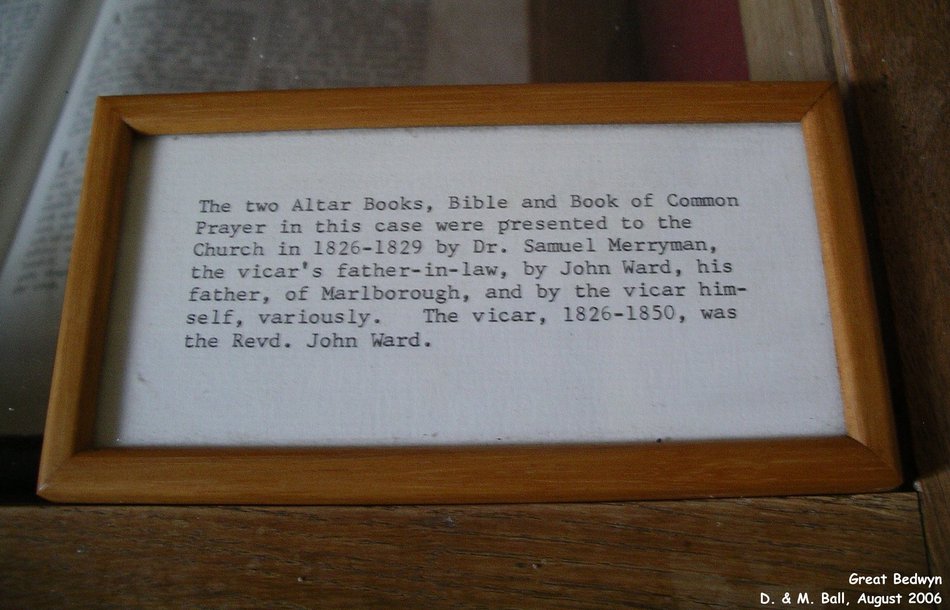 The two Altar Books, Bible and Book of Common
Prayer in this case were presented to the
Church in 1826-1829 by Dr. Samuel Merryman,
the vicar's father-in-law, by John Ward, his
father, of Marlborough, and by the vicar him-
self, variously.   The vicar, 1826-1850, was
the Revd. John Ward.
Great Bedwyn
D. & M. Ball, August 2006